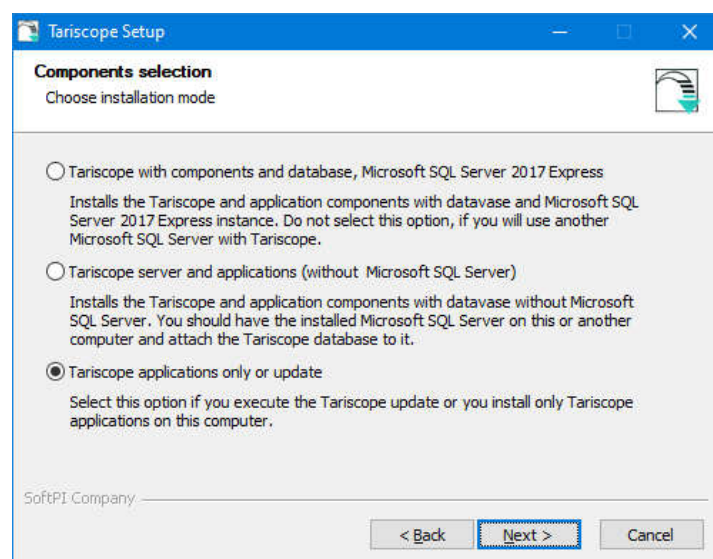 Tariscope Setup
Components selection
Choose installation mode
Tariscope with components and database, Microsoft SQL Server 2017 Express
Installs the Tariscope and application components with datavase and Microsoft SQL
Server 2017 Express instance. Do not select this option, if you will use another
Microsoft SQL Server with Tariscope.
Tariscope server and applications (without Microsoft SQL Server)
Installs the Tariscope and application components with datavase without Microsoft
SQL Server. You should have the installed Microsoft SQL Server on this or another
computer and attach the Tariscope database to it.
Tariscope applications only or update
Select this option if you execute the Tariscope update or you install only Tariscope
applications on this computer.
SoftPI Company
< Back Next > Cancel